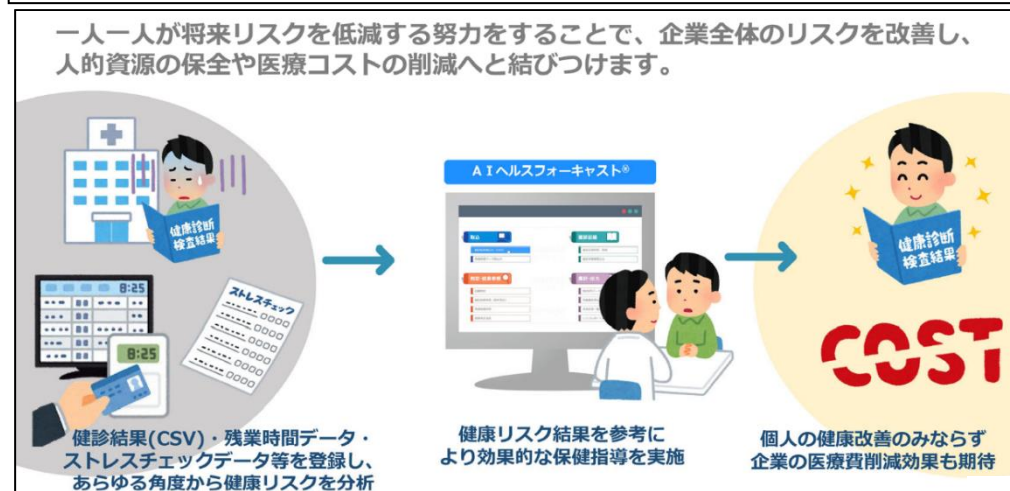 一人一人が将来リスクを低減する努力をすることで、企業全体のリスクを改善し、
人的資源の保全や医療コストの削減へと結びつけます。
健康診断
検査結果
8:25
8:25
ストレスチェック
健診結果(CSV)・残業時間データ・
ストレスチェックデータ等を登録し、
あらゆる角度から健康リスクを分析
AIヘルスフォーキャスト®
健康リスク結果を参考に
より効果的な保健指導を実施
健康診断
検査結果
COST
個人の健康改善のみならず
企業の医療費削減効果も期待